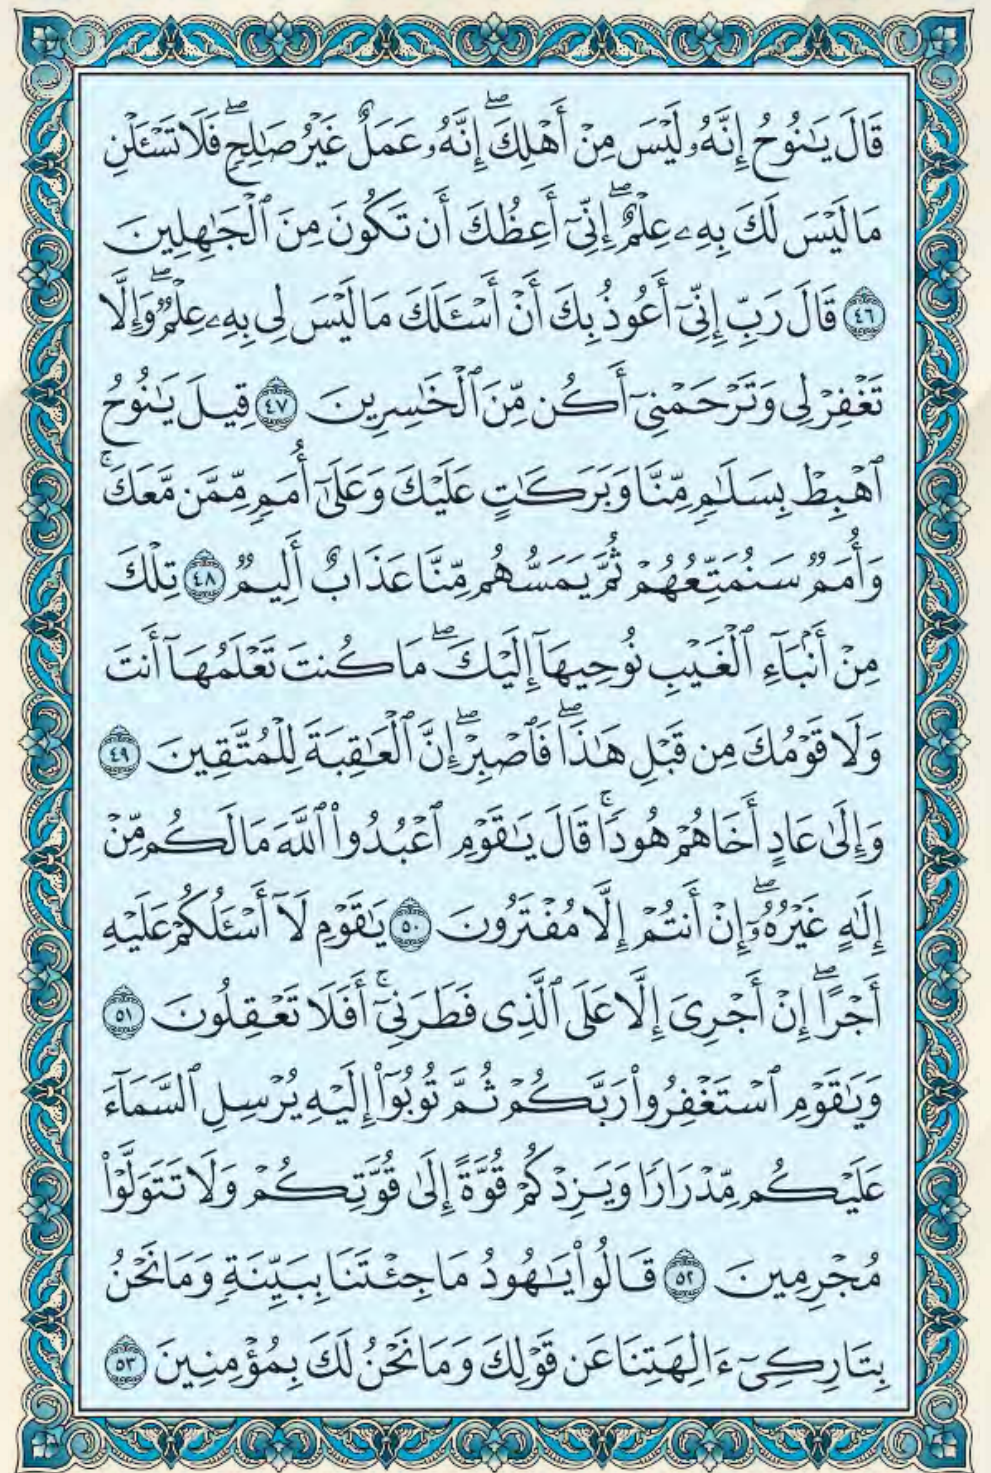 قَالَ يَـٰنُوحُ إِنَّهُۥ لَيْسَ مِنْ أَهْلِكَ ۖ إِنَّهُۥ عَمَلٌ غَيْرُ صَـٰلِحٍ ۖ فَلَا تَسْـَٔلْنِ
مَا لَيْسَ لَكَ بِهِۦ عِلْمٌ ۖ إِنِّىٓ أَعِظُكَ أَن تَكُونَ مِنَ ٱلْجَـٰهِلِينَ
٤٦ قَالَ رَبِّ إِنِّىٓ أَعُوذُ بِكَ أَنْ أَسْـَٔلَكَ مَا لَيْسَ لِى بِهِۦ عِلْمٌ ۖ وَإِلَّا
تَغْفِرْ لِى وَتَرْحَمْنِىٓ أَكُن مِّنَ ٱلْخَـٰسِرِينَ ٤٧ قِيلَ يَـٰنُوحُ
ٱهْبِطْ بِسَلَـٰمٍ مِّنَّا وَبَرَكَـٰتٍ عَلَيْكَ وَعَلَىٰٓ أُمَمٍ مِّمَّن مَّعَكَ ۚ
وَأُمَمٌ سَنُمَتِّعُهُمْ ثُمَّ يَمَسُّهُم مِّنَّا عَذَابٌ أَلِيمٌ ٤٨ تِلْكَ
مِنْ أَنۢبَآءِ ٱلْغَيْبِ نُوحِيهَآ إِلَيْكَ ۖ مَا كُنتَ تَعْلَمُهَآ أَنتَ
وَلَا قَوْمُكَ مِن قَبْلِ هَـٰذَا ۖ فَٱصْبِرْ ۖ إِنَّ ٱلْعَـٰقِبَةَ لِلْمُتَّقِينَ ٤٩
وَإِلَىٰ عَادٍ أَخَاهُمْ هُودًا ۚ قَالَ يَـٰقَوْمِ ٱعْبُدُوا۟ ٱللَّهَ مَا لَكُم مِّنْ
إِلَـٰهٍ غَيْرُهُۥٓ ۖ إِنْ أَنتُمْ إِلَّا مُفْتَرُونَ ٥٠ يَـٰقَوْمِ لَآ أَسْـَٔلُكُمْ عَلَيْهِ
أَجْرًا ۖ إِنْ أَجْرِىَ إِلَّا عَلَى ٱلَّذِى فَطَرَنِىٓ ۚ أَفَلَا تَعْقِلُونَ ٥١
وَيَـٰقَوْمِ ٱسْتَغْفِرُوا۟ رَبَّكُمْ ثُمَّ تُوبُوٓا۟ إِلَيْهِ يُرْسِلِ ٱلسَّمَآءَ
عَلَيْكُم مِّدْرَارًا وَيَزِدْكُمْ قُوَّةً إِلَىٰ قُوَّتِكُمْ وَلَا تَتَوَلَّوْا۟
مُجْرِمِينَ ٥٢ قَالُوا۟ يَـٰهُودُ مَا جِئْتَنَا بِبَيِّنَةٍ وَمَا نَحْنُ
بِتَارِكِىٓ ءَالِهَتِنَا عَن قَوْلِكَ وَمَا نَحْنُ لَكَ بِمُؤْمِنِينَ ٥٣